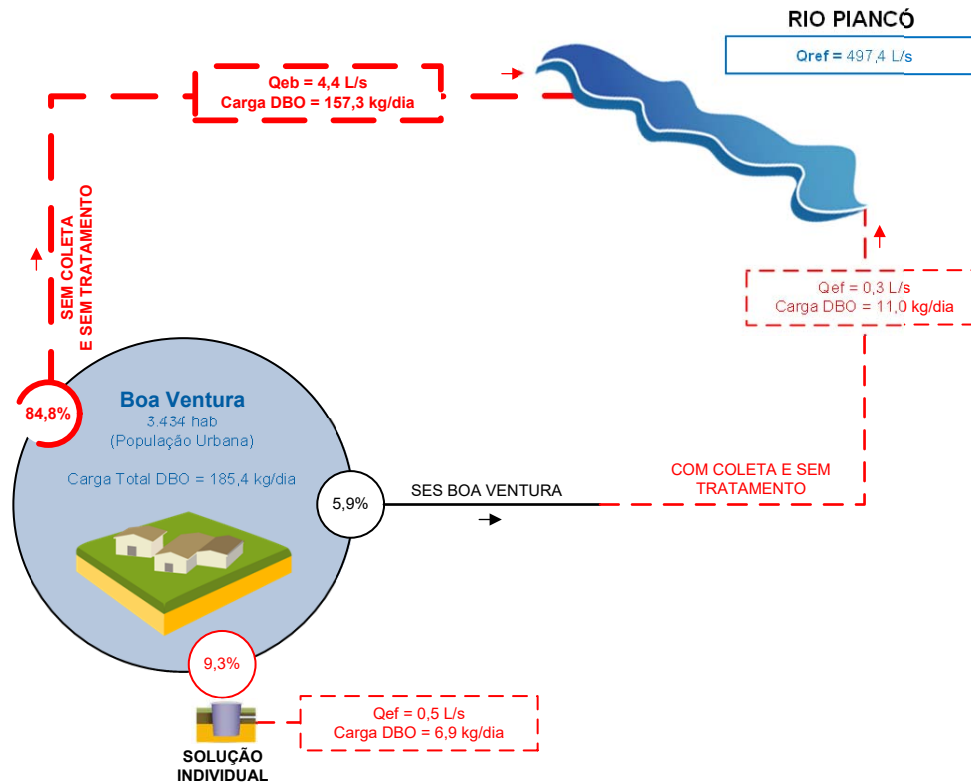 RIO PIANCÓ
Qref = 497,4 L/s
Qeb = 4,4 L/s
Carga DBO = 157,3 kg/dia
SEM COLETA
E SEM TRATAMENTO
Qef = 0,3 L/s
Carga DBO = 11,0 kg/dia
84,8%
Boa Ventura
3.434 hab
(População Urbana)
Carga Total DBO = 185,4 kg/dia
5,9%
SES BOA VENTURA
COM COLETA E SEM
TRATAMENTO
9,3%
Qef = 0,5 L/s
Carga DBO = 6,9 kg/dia
SOLUÇÃO
INDIVIDUAL